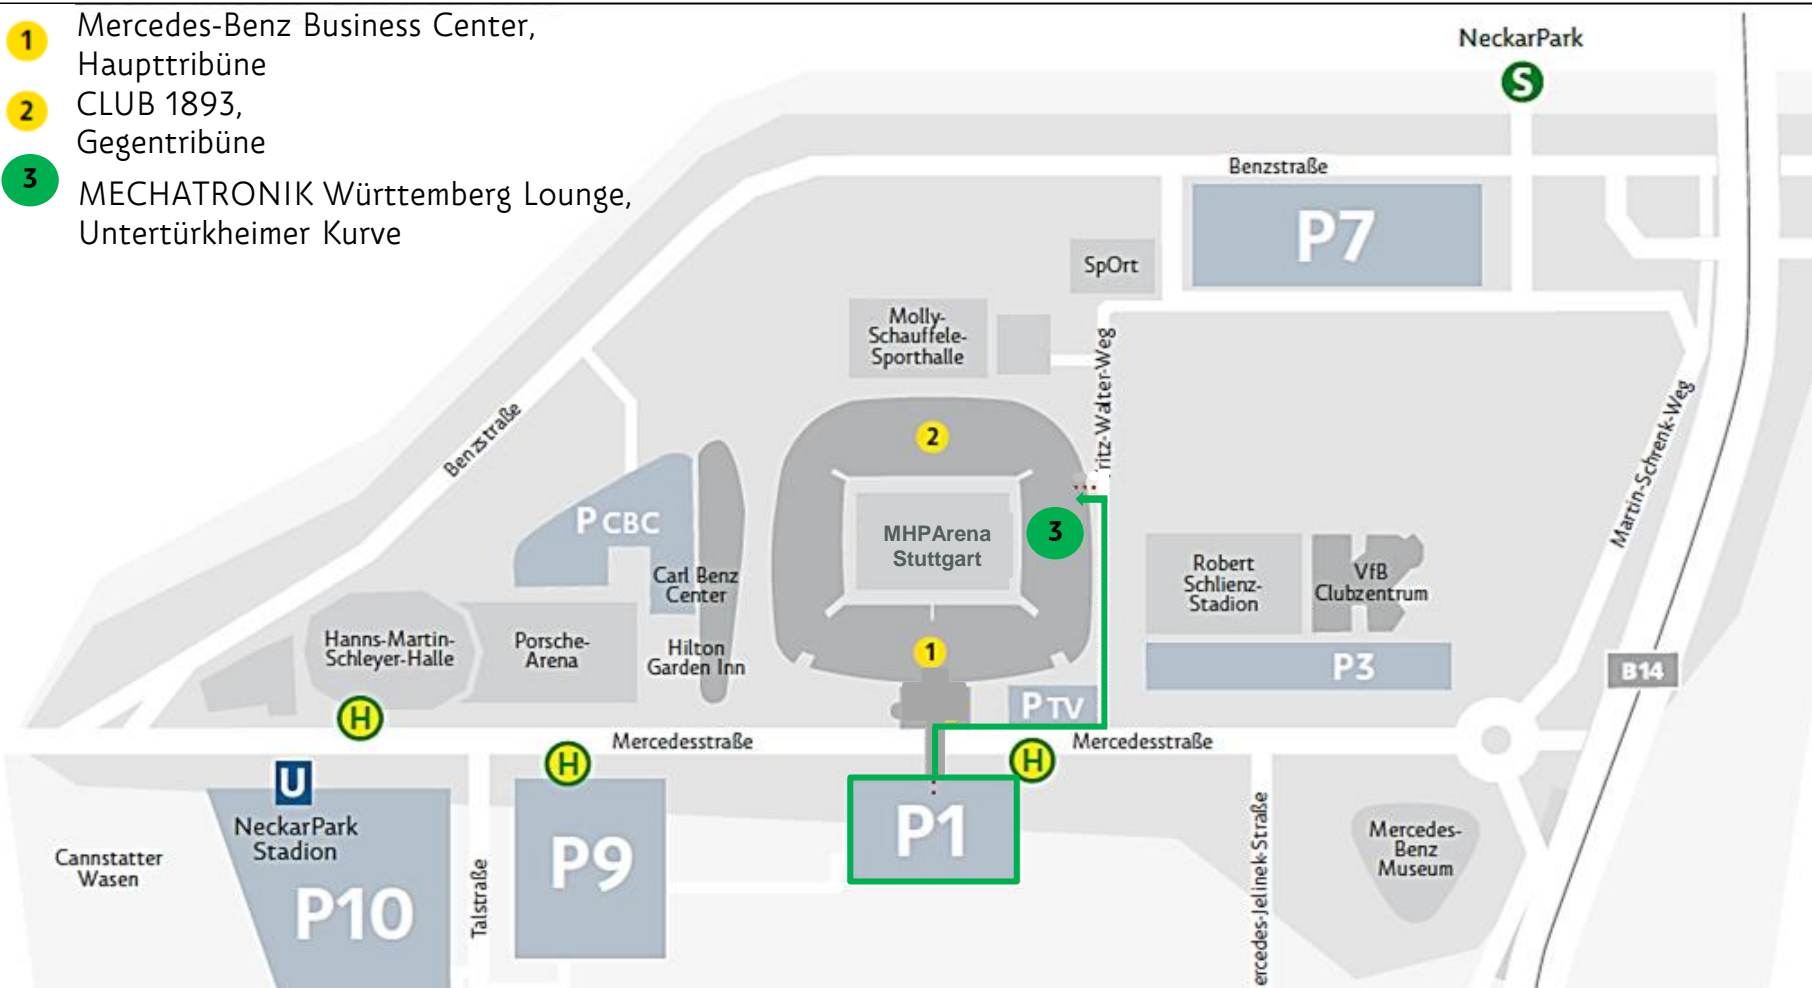 1
Mercedes-Benz Business Center,
Haupttribüne
2
CLUB 1893,
Gegentribüne
3
MECHATRONIK Württemberg Lounge,
Untertürkheimer Kurve
NeckarPark
S
Benzstraße
P7
SpOrt
Molly-
Schauffele-
Sporthalle
ritz-Walter-Weg
Martin-Schrenk-Weg
Benzstraße
2
P CBC
MHPArena
Stuttgart
3
Carl Benz
Center
Robert
Schlienz-
Stadion
VfB
Clubzentrum
Hanns-Martin-
Schleyer-Halle
Porsche-
Arena
Hilton
Garden Inn
1
P3
B14
P TV
H
Mercedesstraße
H
H
Mercedesstraße
U
NeckarPark
Stadion
P10
Cannstatter
Wasen
Talstraße
P9
P1
ercedes-Jelinek-Straße
Mercedes-
Benz
Museum